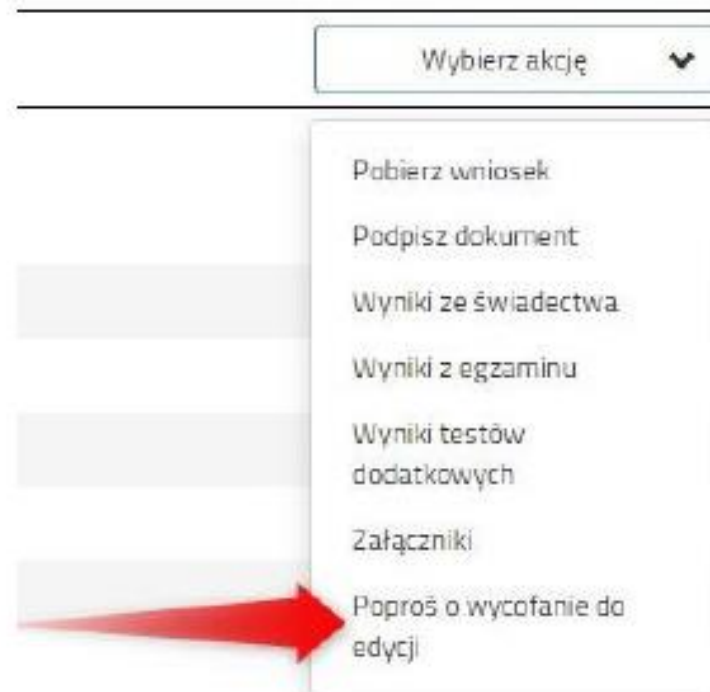 Wybierz akcję
Pobierz wniosek
Podpisz dokument
Wyniki ze świadectwa
Wyniki z egzaminu
Wyniki testów
dodatkowych
Załączniki
Poproś o wycofanie do
edycji